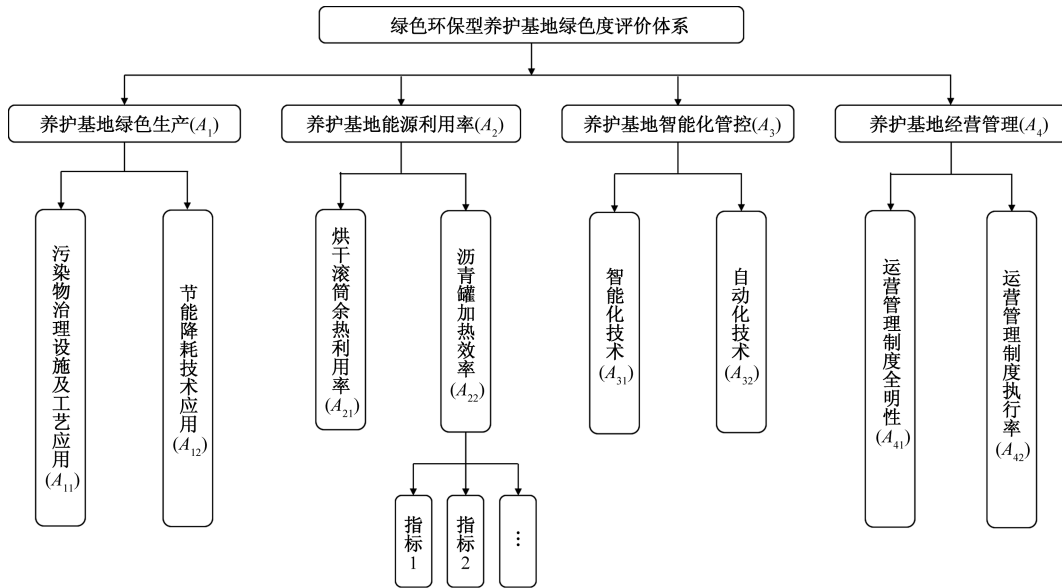 绿色环保型养护基地绿色度评价体系
养护基地绿色生产(A₁)
养护基地能源利用率(A₂)
养护基地智能化管控(A₃)
养护基地经营管理(A₄)
污染物治理设施及工艺应用(A₁₁)
节能降耗技术应用(A₁₂)
烘干滚筒余热利用率(A₂₁)
沥青罐加热效率(A₂₂)
智能化技术(A₃₁)
自动化技术(A₃₂)
运营管理制度全明性(A₄₁)
运营管理制度执行率(A₄₂)
指标1
指标2
…